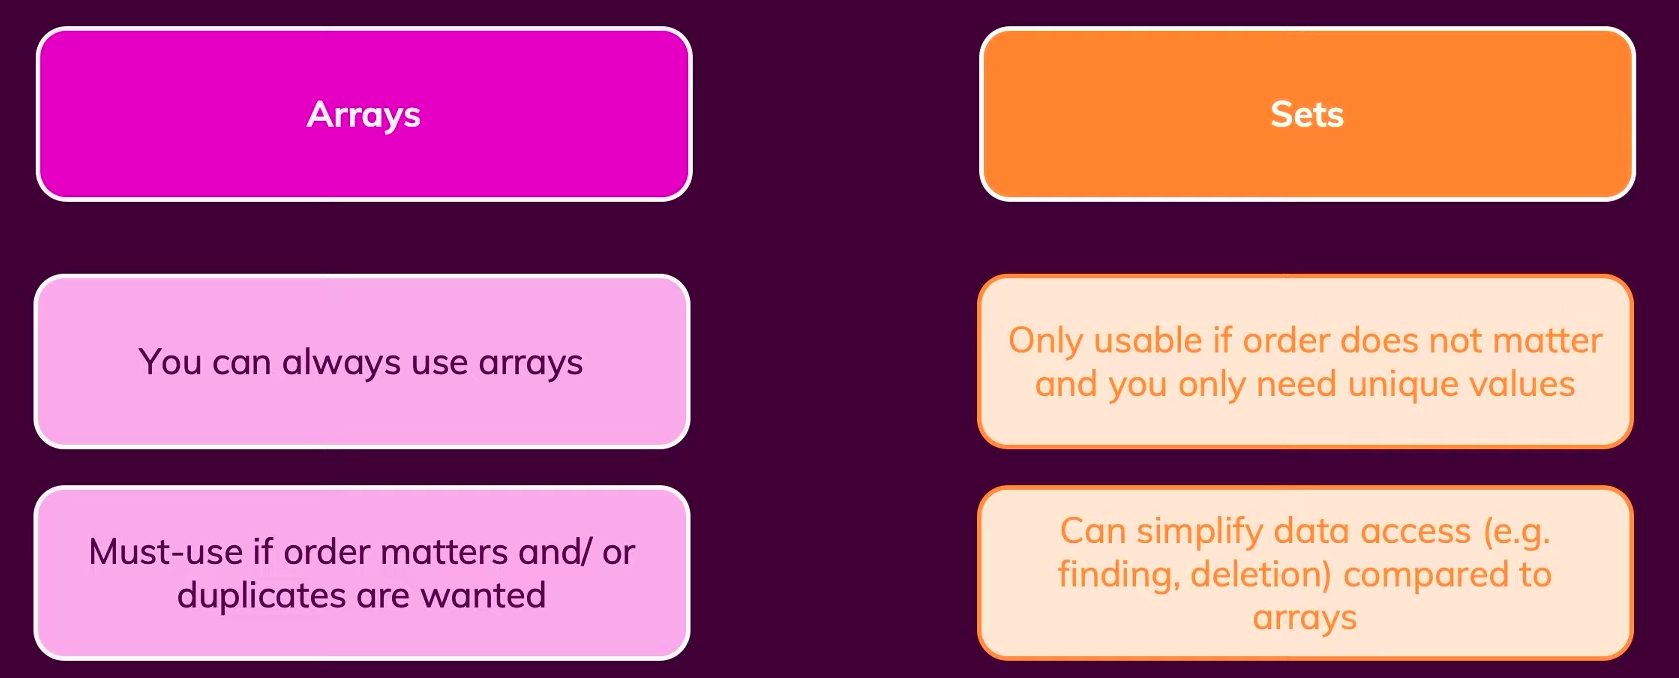 Arrays
Sets
You can always use arrays
Only usable if order does not matter
and you only need unique values
Must-use if order matters and/ or
duplicates are wanted
Can simplify data access (e.g.
finding, deletion) compared to
arrays